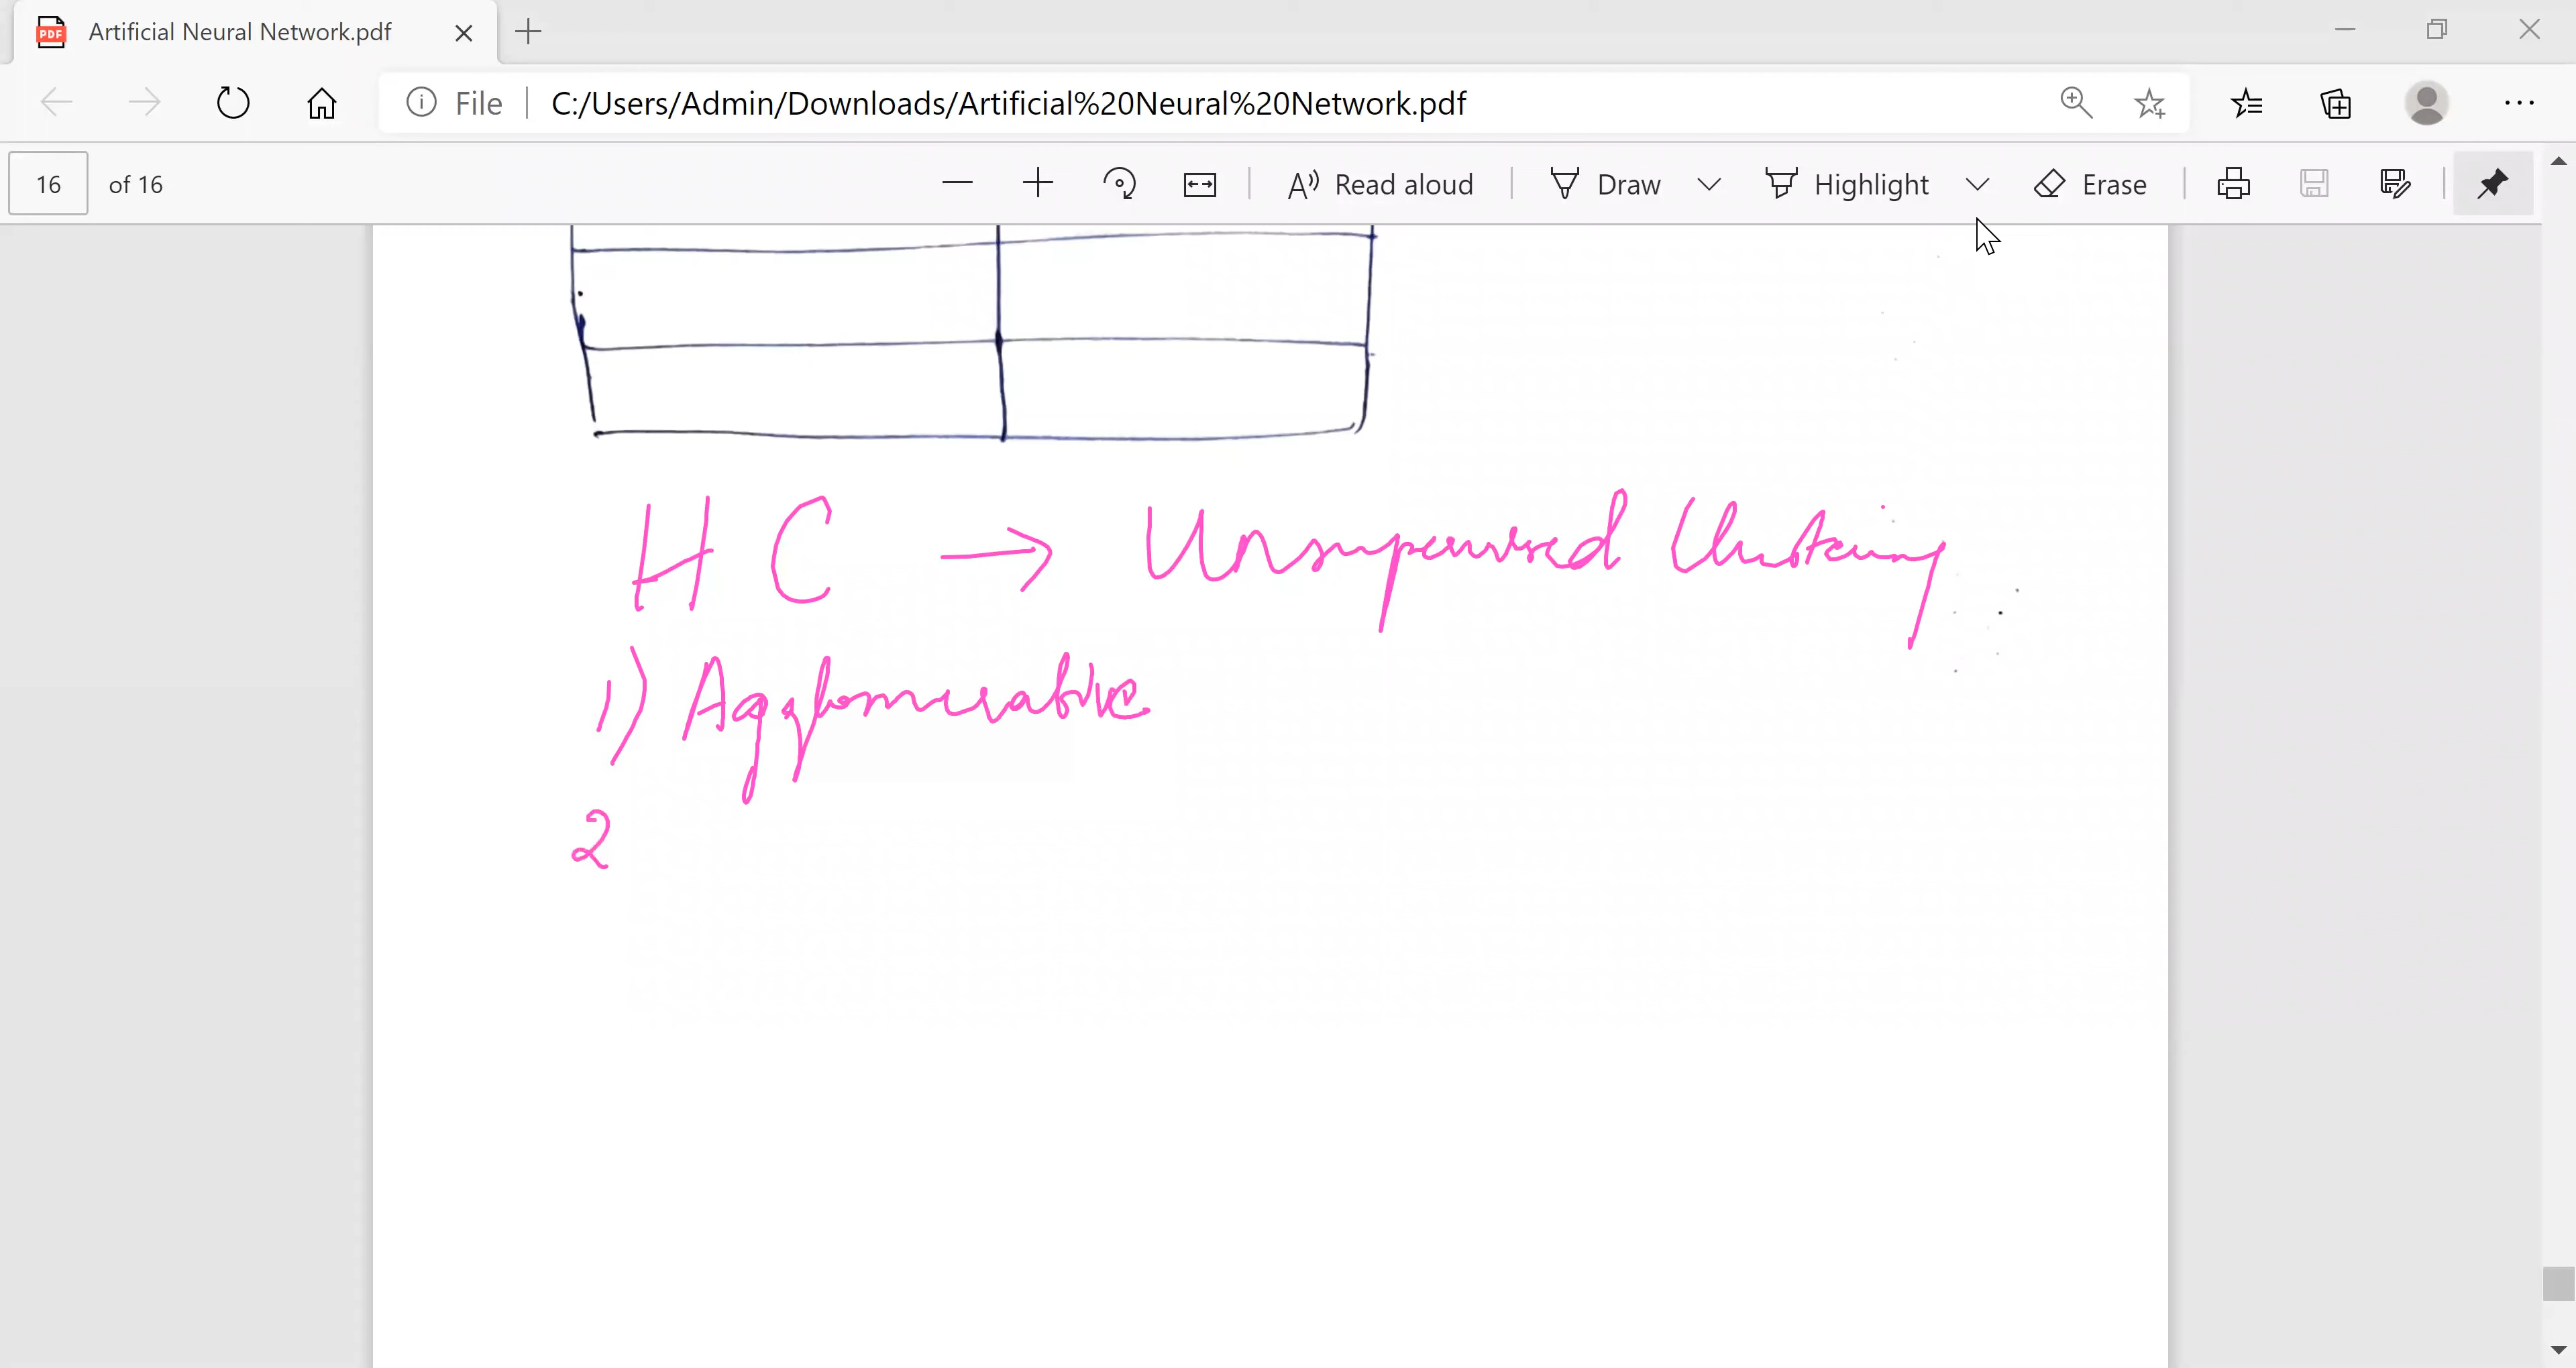 Artificial Neural Network.pdf
File C:/Users/Admin/Downloads/Artificial%20Neural%20Network.pdf
16 of 16 Read aloud Draw Highlight Erase
H C → Unsupervised Clustering
1) Agglomerative
2